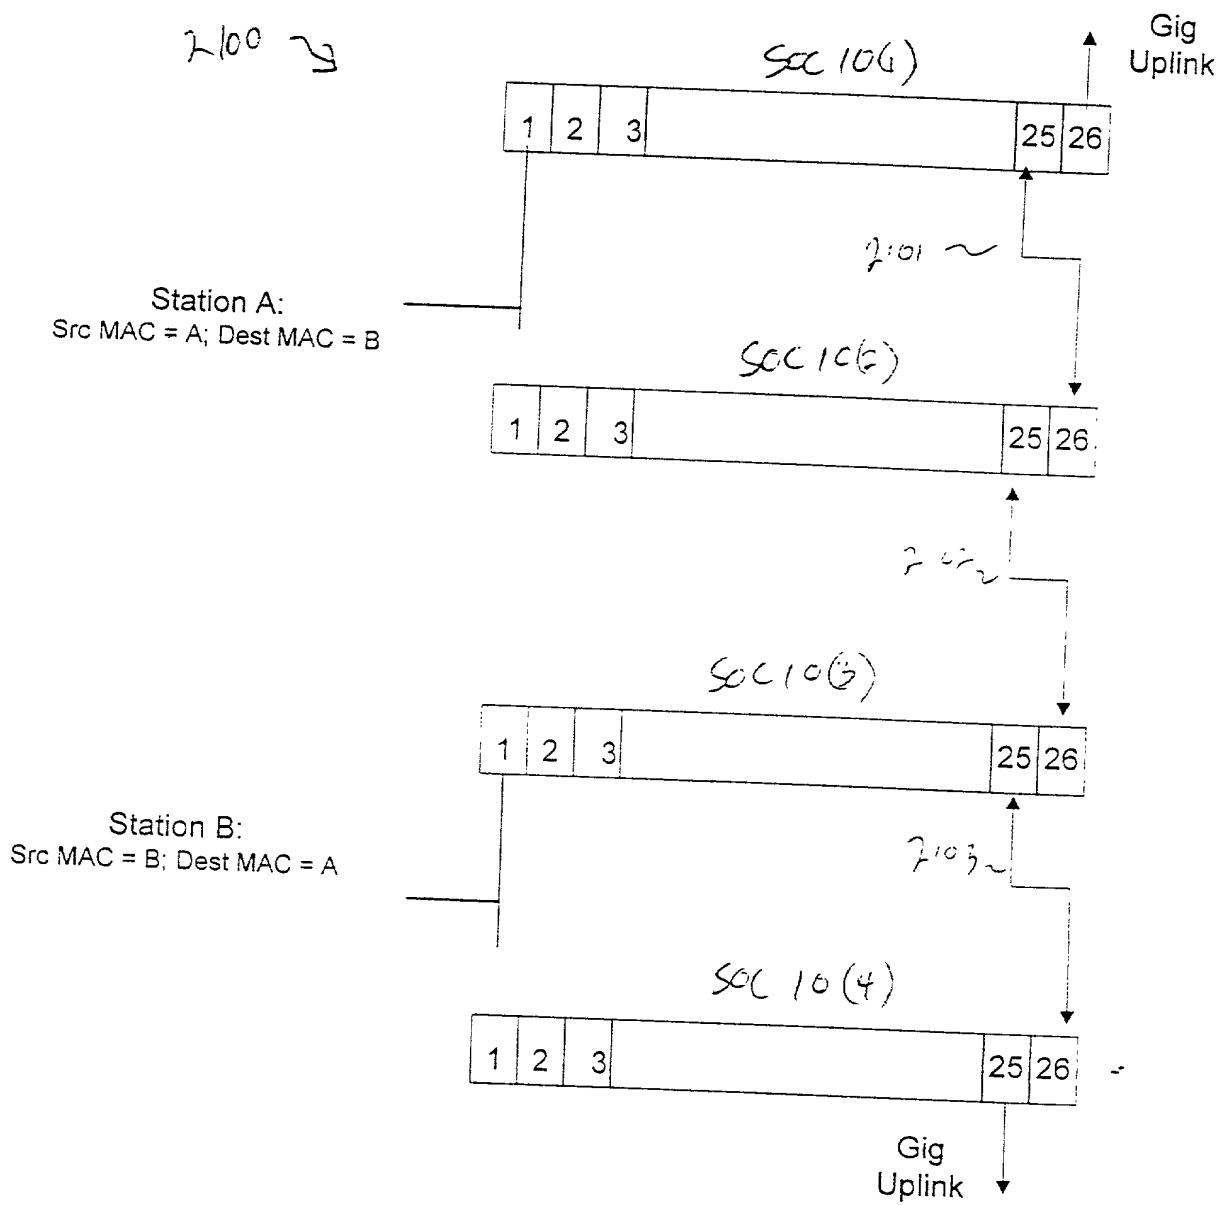 2100
SOC 10(1)
Gig
Uplink
1 2 3 25 26
2101
Station A:
Src MAC = A; Dest MAC = B
SOC 10(2)
1 2 3 25 26
2102
SOC 10(3)
1 2 3 25 26
Station B:
Src MAC = B; Dest MAC = A
2103
SOC 10(4)
1 2 3 25 26
Gig
Uplink